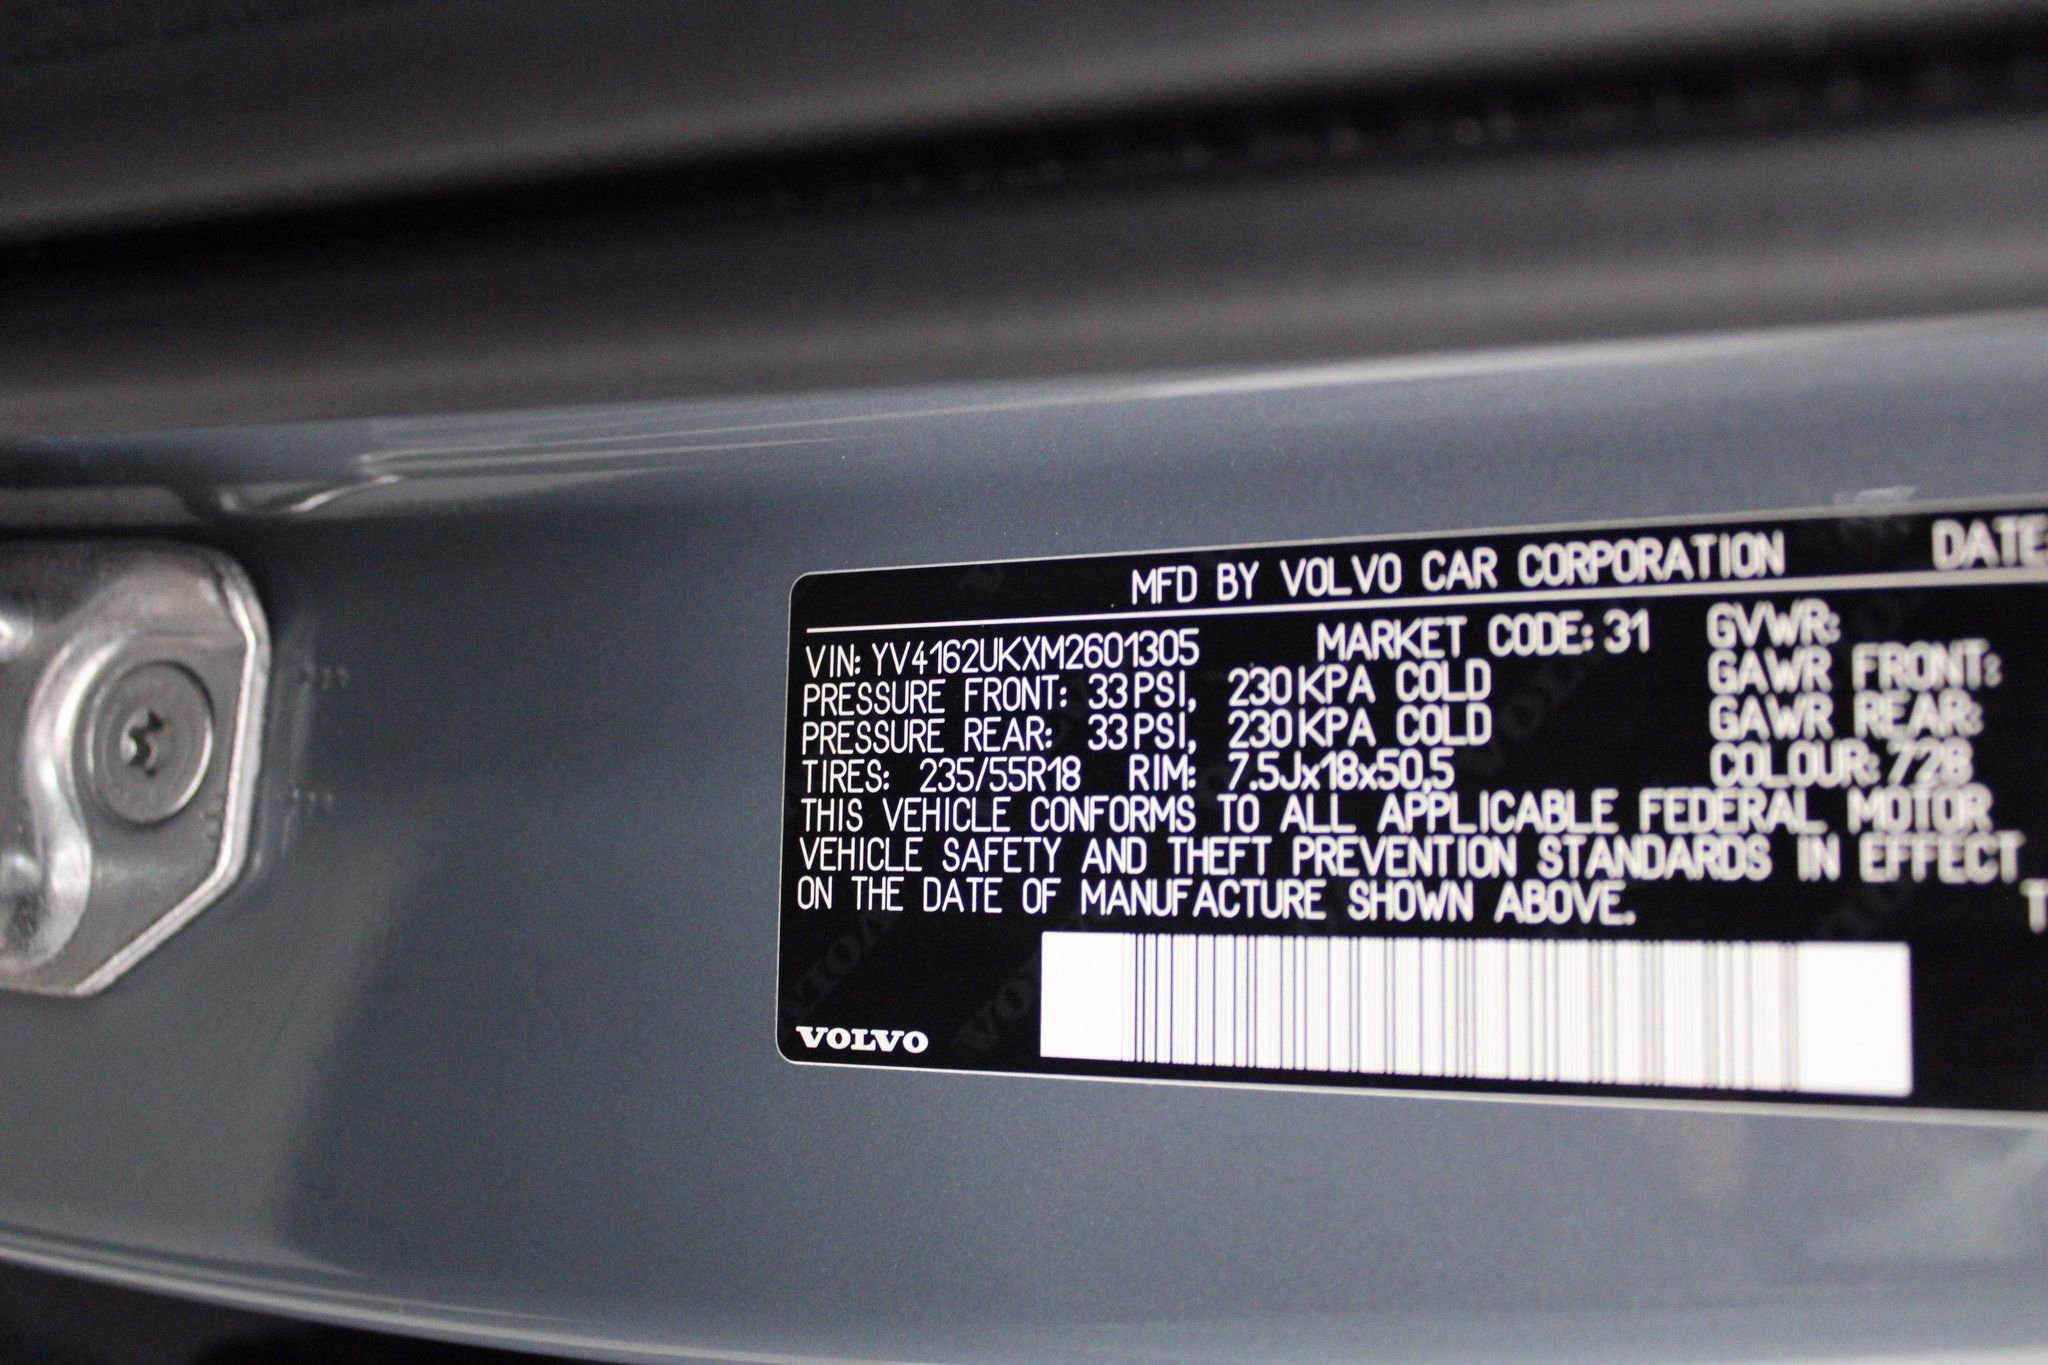 MFD BY VOLVO CAR CORPORATION DATE:
VIN: YV4162UKXM2601305 MARKET CODE: 31 GVWR:
PRESSURE FRONT: 33 PSI, 230 KPA COLD GAWR FRONT:
PRESSURE REAR: 33 PSI, 230 KPA COLD GAWR REAR:
TIRES: 235/55R18 RIM: 7.5Jx18x50,5 COLOUR: 728
THIS VEHICLE CONFORMS TO ALL APPLICABLE FEDERAL MOTOR
VEHICLE SAFETY AND THEFT PREVENTION STANDARDS IN EFFECT
ON THE DATE OF MANUFACTURE SHOWN ABOVE.
VOLVO